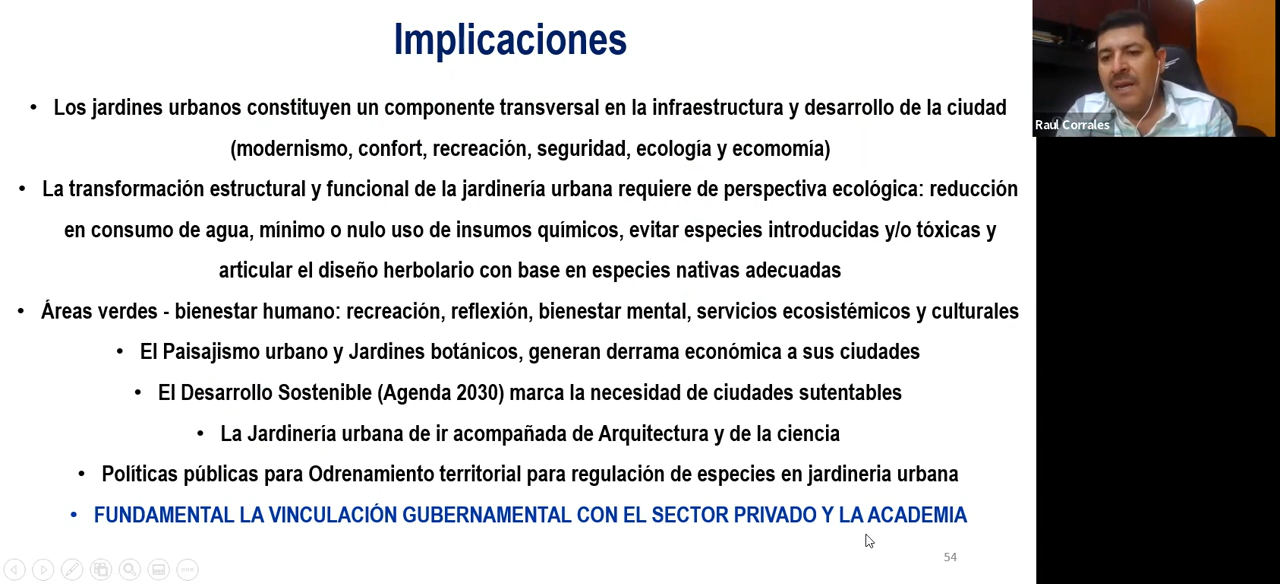 Implicaciones
• Los jardines urbanos constituyen un componente transversal en la infraestructura y desarrollo de la ciudad
(modernismo, confort, recreación, seguridad, ecología y ecomomía)
• La transformación estructural y funcional de la jardinería urbana requiere de perspectiva ecológica: reducción
en consumo de agua, mínimo o nulo uso de insumos químicos, evitar especies introducidas y/o tóxicas y
articular el diseño herbolario con base en especies nativas adecuadas
• Áreas verdes - bienestar humano: recreación, reflexión, bienestar mental, servicios ecosistémicos y culturales
• El Paisajismo urbano y Jardines botánicos, generan derrama económica a sus ciudades
• El Desarrollo Sostenible (Agenda 2030) marca la necesidad de ciudades sutentables
• La Jardinería urbana de ir acompañada de Arquitectura y de la ciencia
• Políticas públicas para Odrenamiento territorial para regulación de especies en jardineria urbana
• FUNDAMENTAL LA VINCULACIÓN GUBERNAMENTAL CON EL SECTOR PRIVADO Y LA ACADEMIA
54
Raul Corrales